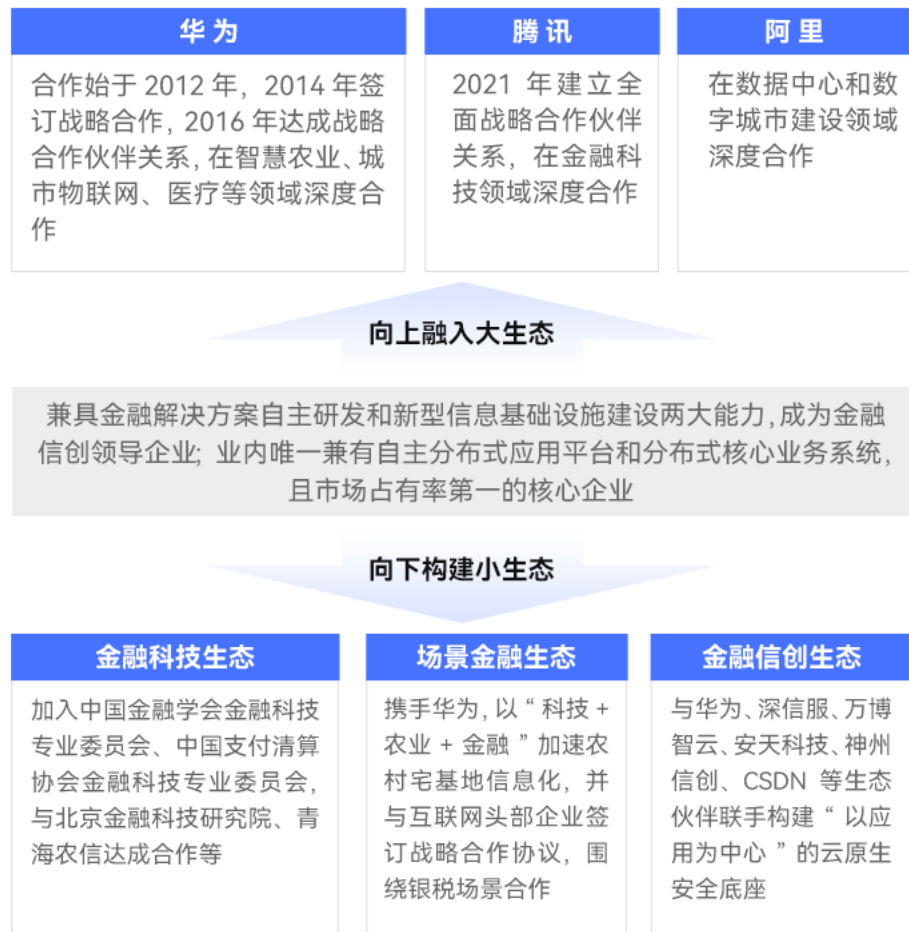 华为
合作始于 2012 年，2014 年签
订战略合作，2016 年达成战略
合作伙伴关系，在智慧农业、城
市物联网、医疗等领域深度合
作
腾讯
2021 年建立全
面战略合作伙伴
关系，在金融科
技领域深度合作
阿里
在数据中心和数
字城市建设领域
深度合作
向上融入大生态
兼具金融解决方案自主研发和新型信息基础设施建设两大能力，成为金融
信创领导企业；业内唯一兼有自主分布式应用平台和分布式核心业务系统，
且市场占有率第一的核心企业
向下构建小生态
金融科技生态
加入中国金融学会金融科技
专业委员会、中国支付清算
协会金融科技专业委员会，
与北京金融科技研究院、青
海农信达成合作等
场景金融生态
携手华为，以“科技 +
农业 + 金融”加速农
村宅基地信息化，并
与互联网头部企业签
订战略合作协议，围
绕银税场景合作
金融信创生态
与华为、深信服、万博
智云、安天科技、神州
信创、CSDN 等生态
伙伴联手构建“以应
用为中心”的云原生
安全底座